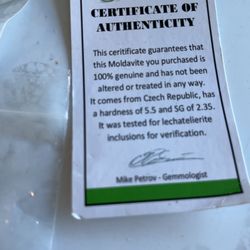 CERTIFICATE OF
AUTHENTICITY
This ceritificate guarantees that
this Moldavite you purchased is
100% genuine and has not been
altered or treated in any way.
It comes from Czech Republic, has
a hardness of 5.5 and SG of 2.35.
It was tested for lechatelierite
inclusions for verification.
Mike Petrov - Gemmologist